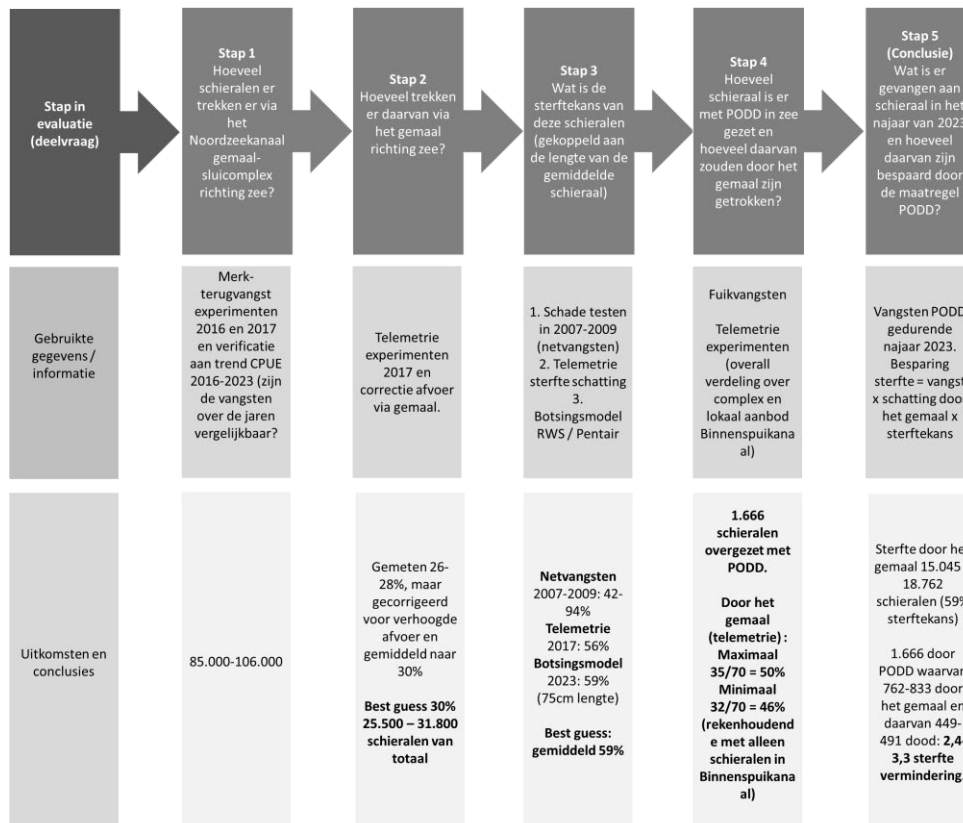 Stap in
evaluatie
(deelvraag)
Stap 1
Hoeveel
schieralen er
trekken er via
het
Noordzeekanaal
gemaal-
sluicomplex
richting zee?
Stap 2
Hoeveel trekken
er daarvan via
het gemaal
richting zee?
Stap 3
Wat is de
sterftekans van
deze schieralen
(gekoppeld aan
de lengte van de
gemiddelde
schieraal)
Stap 4
Hoeveel
schieraal is er
met PODD in zee
gezet en
hoeveel daarvan
zouden door het
gemaal zijn
getrokken?
Stap 5
(Conclusie)
Wat is er
gevangen aan
schieraal in het
najaar van 2023
en hoeveel
daarvan zijn
bespaard door
de maatregel
PODD?
Gebruikte
gegevens /
informatie
Merk-
terugvangst
experimenten
2016 en 2017
en verificatie
aan trend CPUE
2016-2023 (zijn
de vangsten
over de jaren
vergelijkbaar?
Telemetrie
experimenten
2017 en
correctie afvoer
via gemaal.
1. Schade testen
in 2007-2009
(netvangsten)
2. Telemetrie
sterfte schatting
3.
Botsingsmodel
RWS / Pentair
Fuikvangsten
Telemetrie
experimenten
(overall
verdeling over
complex en
lokaal aanbod
Binnenspuikana
al)
Vangsten PODD
gedurende
najaar 2023.
Besparing
sterfte = vangst
x schatting door
het gemaal x
sterftekans
Uitkomsten en
conclusies
85.000-106.000
Gemeten 26-
28%, maar
gecorrigeerd
voor verhoogde
afvoer en
gemiddeld naar
30%
Best guess 30%
25.500 – 31.800
schieralen van
totaal
Netvangsten
2007-2009: 42-
94%
Telemetrie
2017: 56%
Botsingsmodel
2023: 59%
(75cm lengte)
Best guess:
gemiddeld 59%
1.666
schieralen
overgezet met
PODD.
Door het
gemaal
(telemetrie) :
Maximaal
35/70 = 50%
Minimaal
32/70 = 46%
(rekenhoudend
e met alleen
schieralen in
Binnenspuikana
al)
Sterfte door het
gemaal 15.045
18.762
schieralen (59%
sterftekans)
1.666 door
PODD waarvan
762-833 door
het gemaal en
daarvan 449-
491 dood: 2,4-
3,3 sterfte
vermindering.